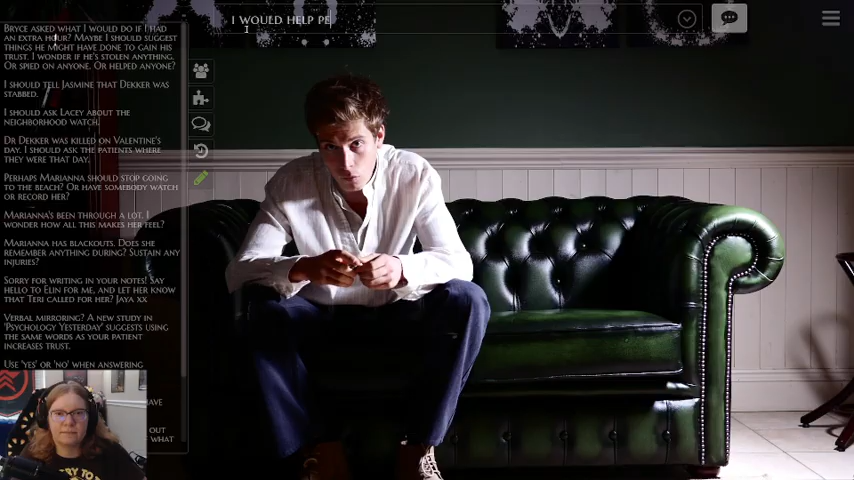 I WOULD HELP PE
BRYCE ASKED WHAT I WOULD DO IF I HAD
AN EXTRA HOUR? MAYBE I SHOULD SUGGEST
THINGS HE MIGHT HAVE DONE TO GAIN HIS
TRUST. I WONDER IF HE'S STOLEN ANYTHING.
OR SPIED ON ANYONE. OR HELPED ANYONE?
I SHOULD TELL JASMINE THAT DEKKER WAS
STABBED.
I SHOULD ASK LACEY ABOUT THE
NEIGHBORHOOD WATCH.
DR DEKKER WAS KILLED ON VALENTINE'S
DAY. I SHOULD ASK THE PATIENTS WHERE
THEY WERE THAT DAY.
PERHAPS MARIANNA SHOULD STOP GOING
TO THE BEACH? OR HAVE SOMEBODY WATCH
OR RECORD HER?
MARIANNA'S BEEN THROUGH A LOT. I
WONDER HOW ALL THIS MAKES HER FEEL?
MARIANNA HAS BLACKOUTS. DOES SHE
REMEMBER ANYTHING DURING? SUSTAIN ANY
INJURIES?
SORRY FOR WRITING IN YOUR NOTES! SAY
HELLO TO ELIN FOR ME, AND LET HER KNOW
THAT TERI CALLED FOR HER? JAYA XX
VERBAL MIRRORING? A NEW STUDY IN
'PSYCHOLOGY YESTERDAY' SUGGESTS USING
THE SAME WORDS AS YOUR PATIENT
INCREASES TRUST.
USE 'YES' OR 'NO' WHEN ANSWERING
OUT
WHAT